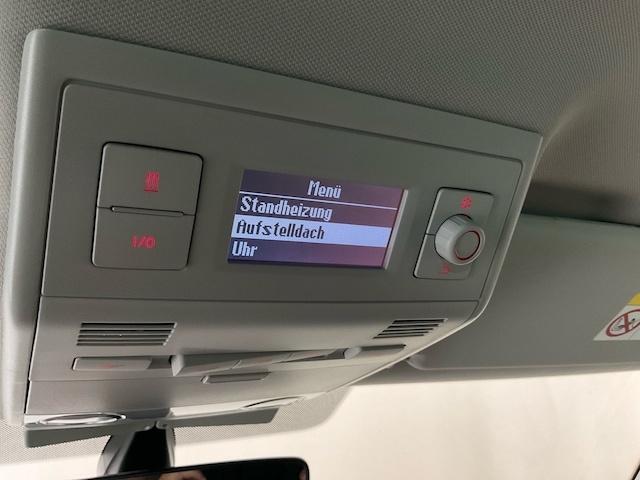 Menü
Standheizung
Aufstelldach
Uhr
I/O